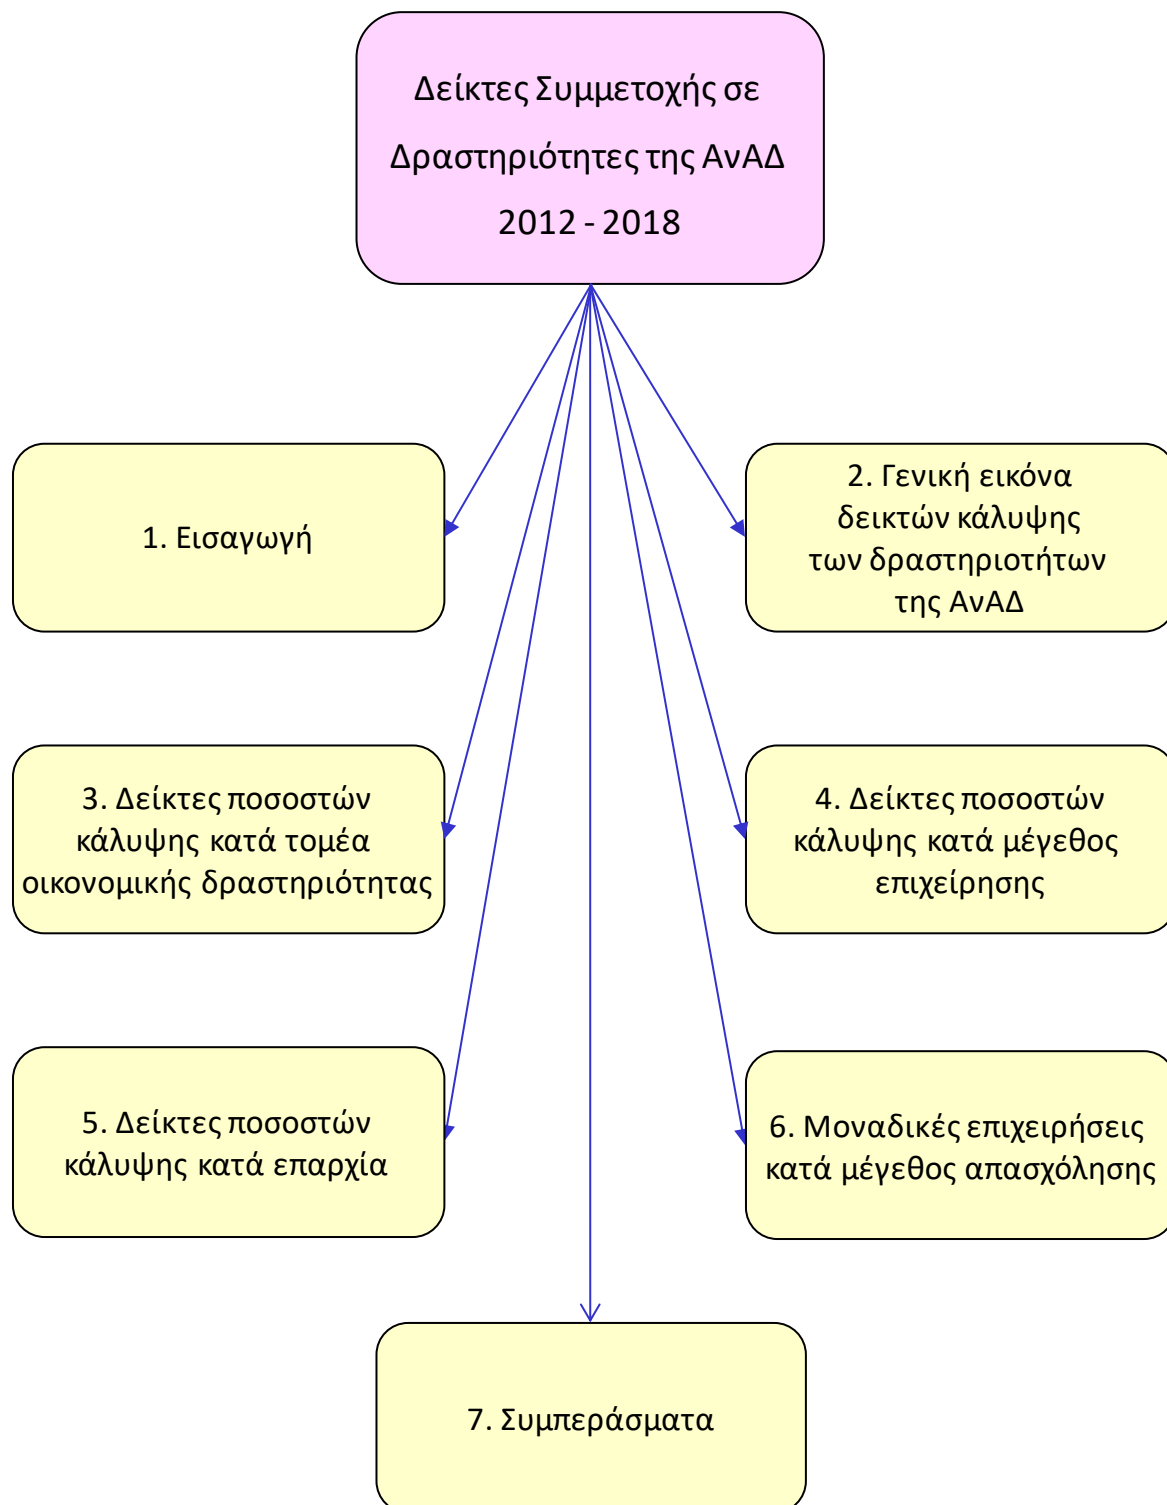 Δείκτες Συμμετοχής σε
Δραστηριότητες της ΑνΑΔ
2012 - 2018
1. Εισαγωγή
2. Γενική εικόνα
δεικτών κάλυψης
των δραστηριοτήτων
της ΑνΑΔ
3. Δείκτες ποσοστών
κάλυψης κατά τομέα
οικονομικής δραστηριότητας
4. Δείκτες ποσοστών
κάλυψης κατά μέγεθος
επιχείρησης
5. Δείκτες ποσοστών
κάλυψης κατά επαρχία
6. Μοναδικές επιχειρήσεις
κατά μέγεθος απασχόλησης
7. Συμπεράσματα